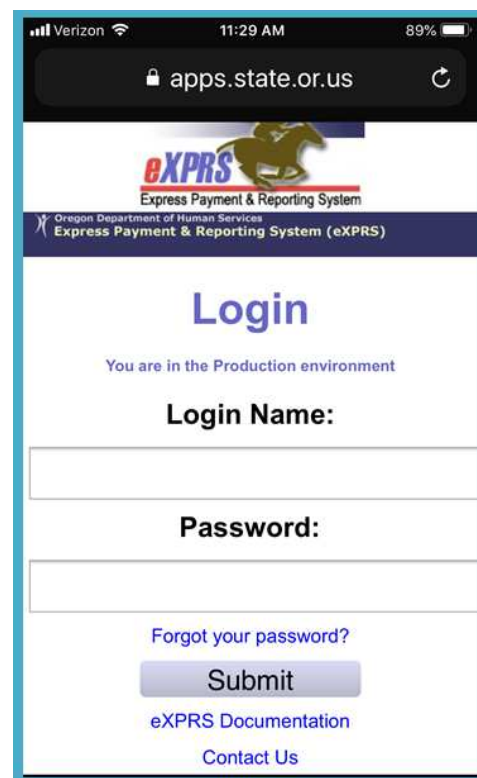 Verizon 11:29 AM 89%
apps.state.or.us
eXPRS
Express Payment & Reporting System
Oregon Department of Human Services
Express Payment & Reporting System (eXPRS)
Login
You are in the Production environment
Login Name:
Password:
Forgot your password?
Submit
eXPRS Documentation
Contact Us